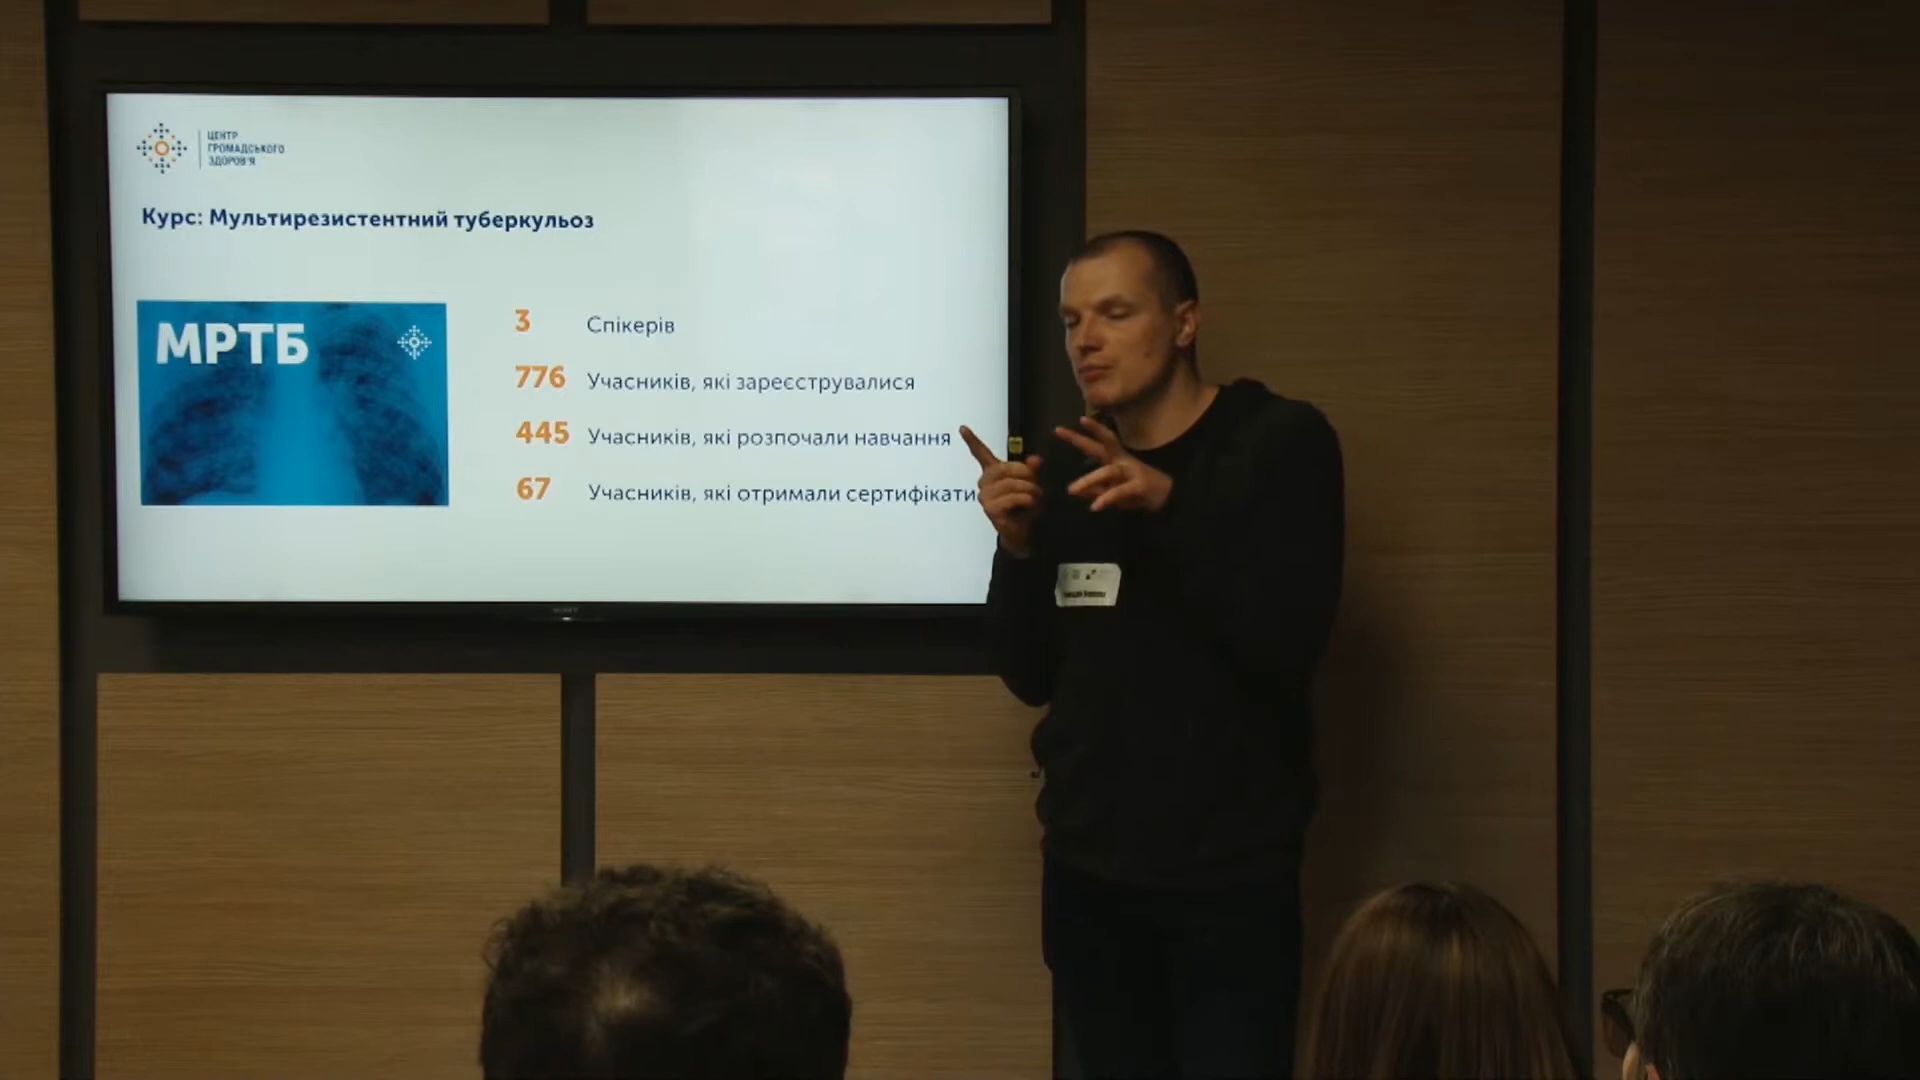 ЦЕНТР
ГРОМАДСЬКОГО
ЗДОРОВ'Я
Курс: Мультирезистентний туберкульоз
МРТБ
3 Спікерів
776 Учасників, які зареєструвалися
445 Учасників, які розпочали навчання
67 Учасників, які отримали сертифікати
SONY